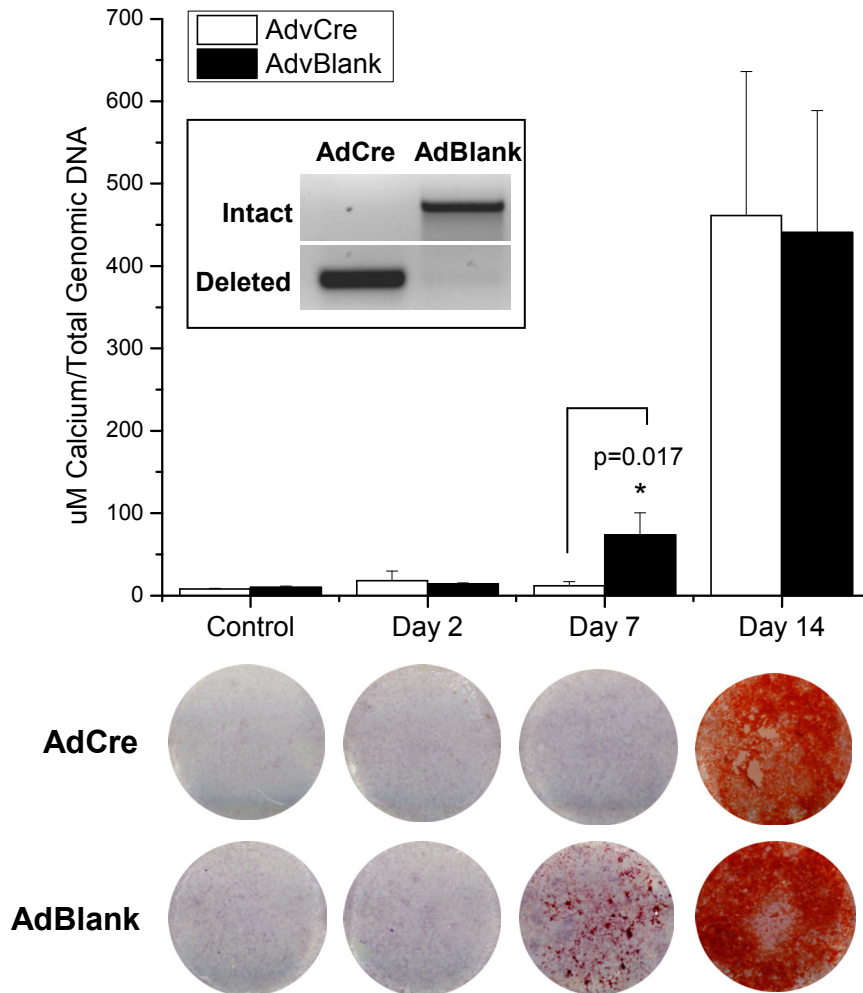 700
600
500
400
300
200
100
0
uM Calcium/Total Genomic DNA
AdvCre
AdvBlank
AdCre AdBlank
Intact
Deleted
p=0.017
*
Control Day 2 Day 7 Day 14
AdCre
AdBlank